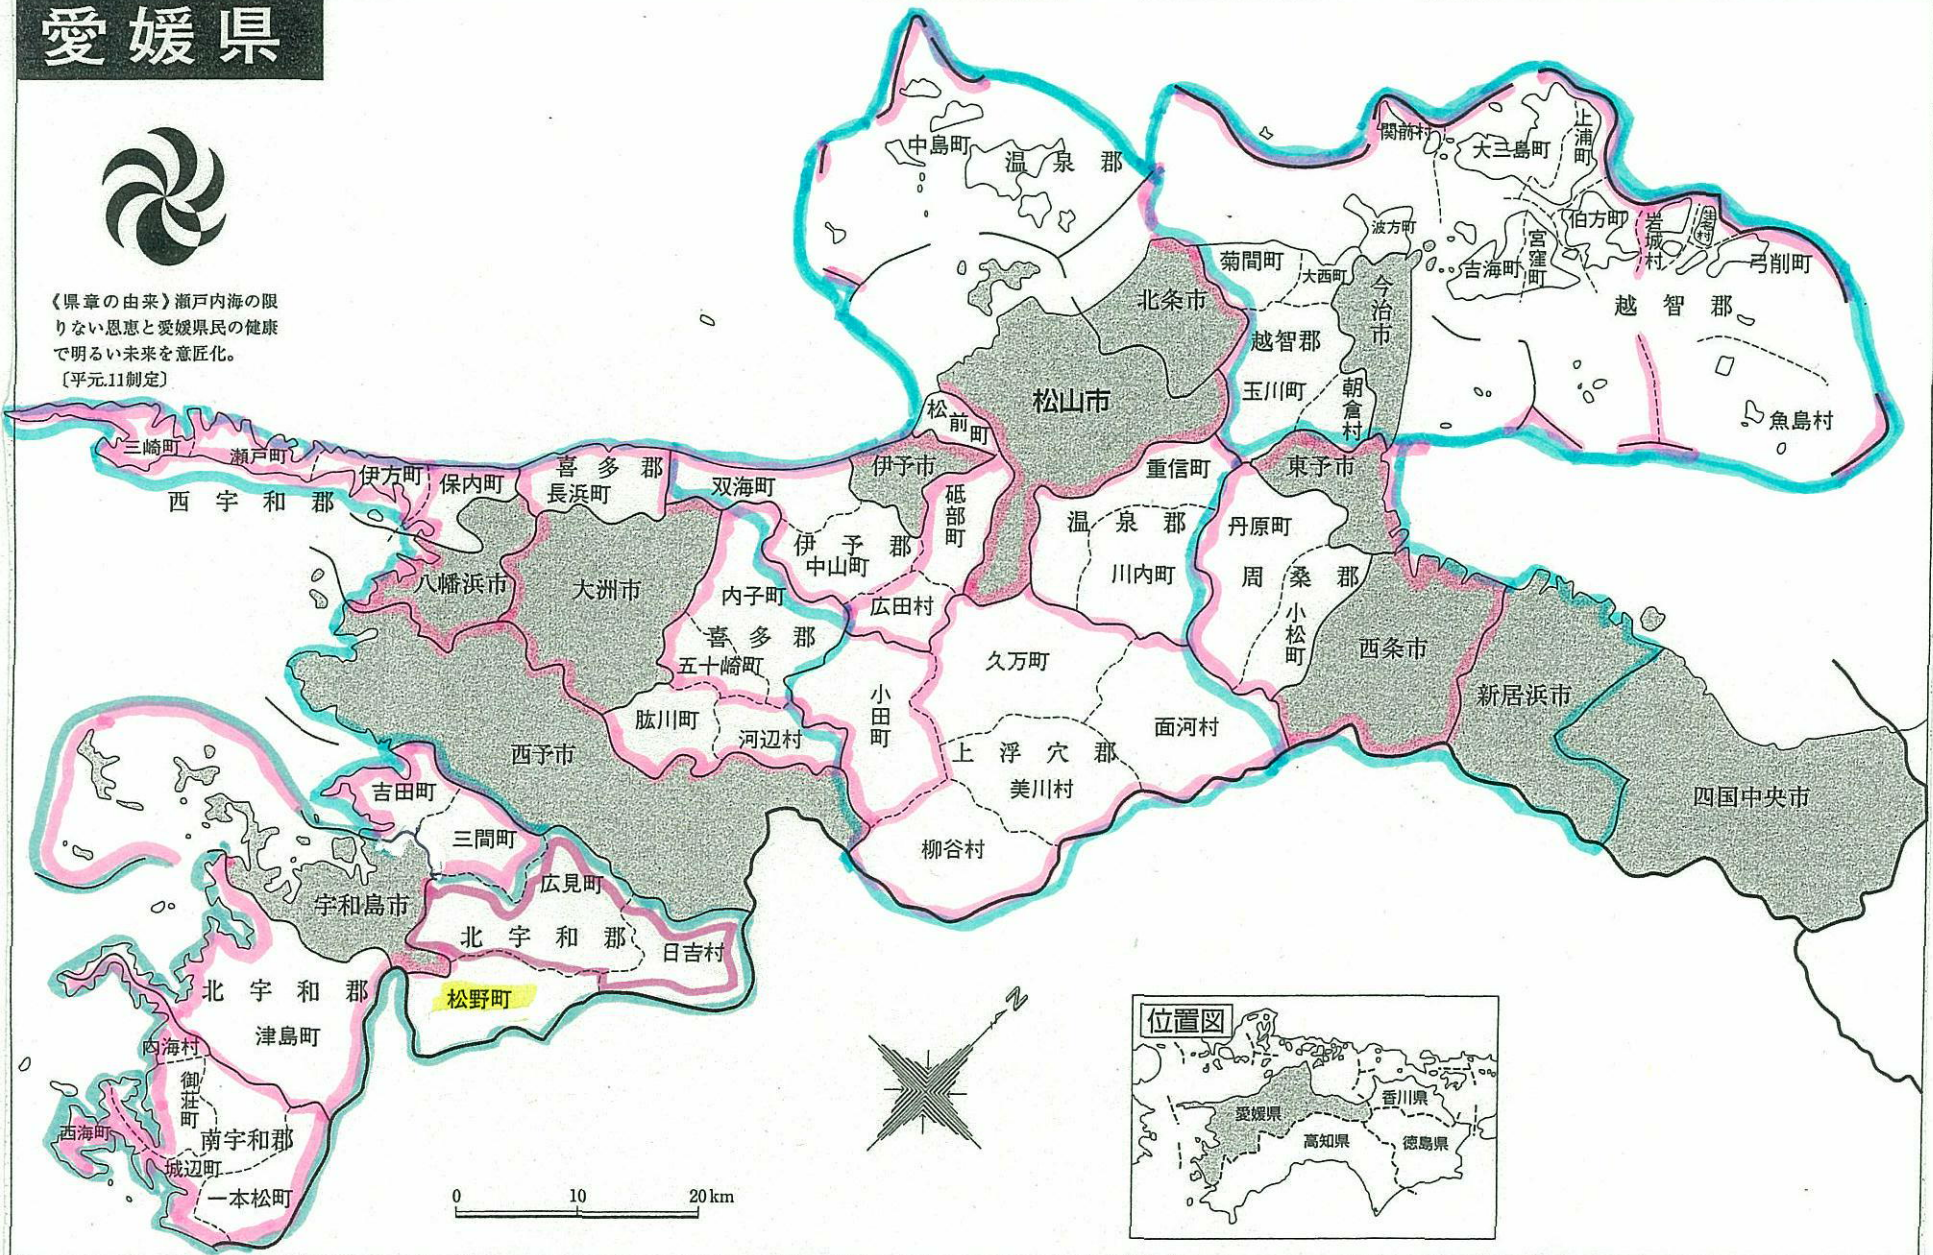 愛媛県
《県章の由来》瀬戸内海の限
りない恩恵と愛媛県民の健康
で明るい未来を意匠化。
〔平元.11制定〕
中島町
温泉郡
関前村
大三島町
上浦町
伯方町
岩城村
弓削町
宮窪町
吉海町
波方町
越智郡
魚島村
菊間町
大西町
今治市
北条市
越智郡
玉川町
朝倉村
松山市
松前町
伊予市
重信町
東予市
三崎町
瀬戸町
伊方町
保内町
喜多郡
長浜町
双海町
砥部町
西宇和郡
温泉郡
丹原町
伊予郡
中山町
川内町
周桑郡
八幡浜市
大洲市
内子町
広田村
小松町
喜多郡
五十崎町
久万町
西条市
新居浜市
小田町
肱川町
河辺村
面河村
西予市
上浮穴郡
美川村
四国中央市
吉田町
三間町
柳谷村
広見町
宇和島市
北宇和郡
日吉村
松野町
北宇和郡
津島町
内海村
御荘町
西海町
南宇和郡
城辺町
一本松町
N
0 10 20km
位置図
香川県
愛媛県
高知県
徳島県